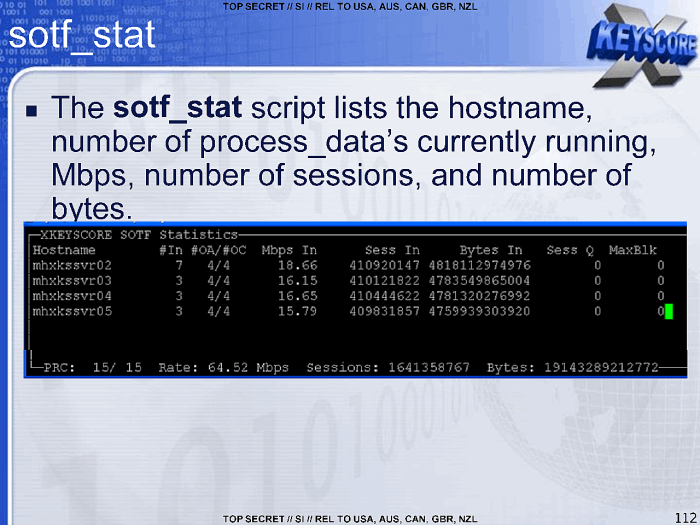 TOP SECRET // SI // REL TO USA, AUS, CAN, GBR, NZL
sotf_stat
KEYSCORE
The sotf_stat script lists the hostname,
number of process_data's currently running,
Mbps, number of sessions, and number of
bytes.
XKEYSCORE SOTF Statistics
Hostname #In #OA/#OC Mbps In Sess In Bytes In Sess Q MaxBlk
mhxkssvr02 7 4/4 18.66 410920147 4818112974976 0 0
mhxkssvr03 3 4/4 16.15 410121822 4783549865004 0 0
mhxkssvr04 3 4/4 16.65 410444622 4781320276992 0 0
mhxkssvr05 3 4/4 15.79 409831857 4759939303920 0 0
PRC: 15/ 15 Rate: 64.52 Mbps Sessions: 1641358767 Bytes: 19143289212772
TOP SECRET // SI // REL TO USA, AUS, CAN, GBR, NZL
112